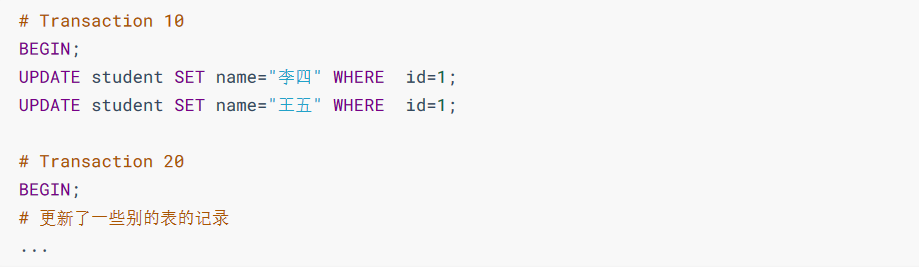 # Transaction 10
BEGIN;
UPDATE student SET name="李四" WHERE  id=1;
UPDATE student SET name="王五" WHERE  id=1;
# Transaction 20
BEGIN;
# 更新了一些别的表的记录
...